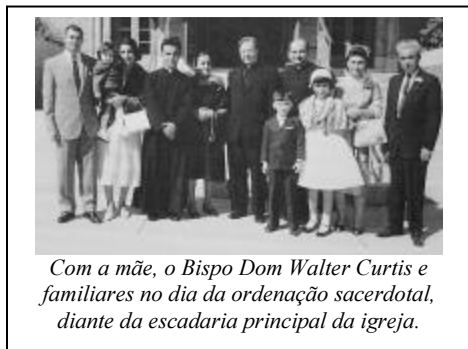 Com a mãe, o Bispo Dom Walter Curtis e
familiares no dia da ordenação sacerdotal,
diante da escadaria principal da igreja.